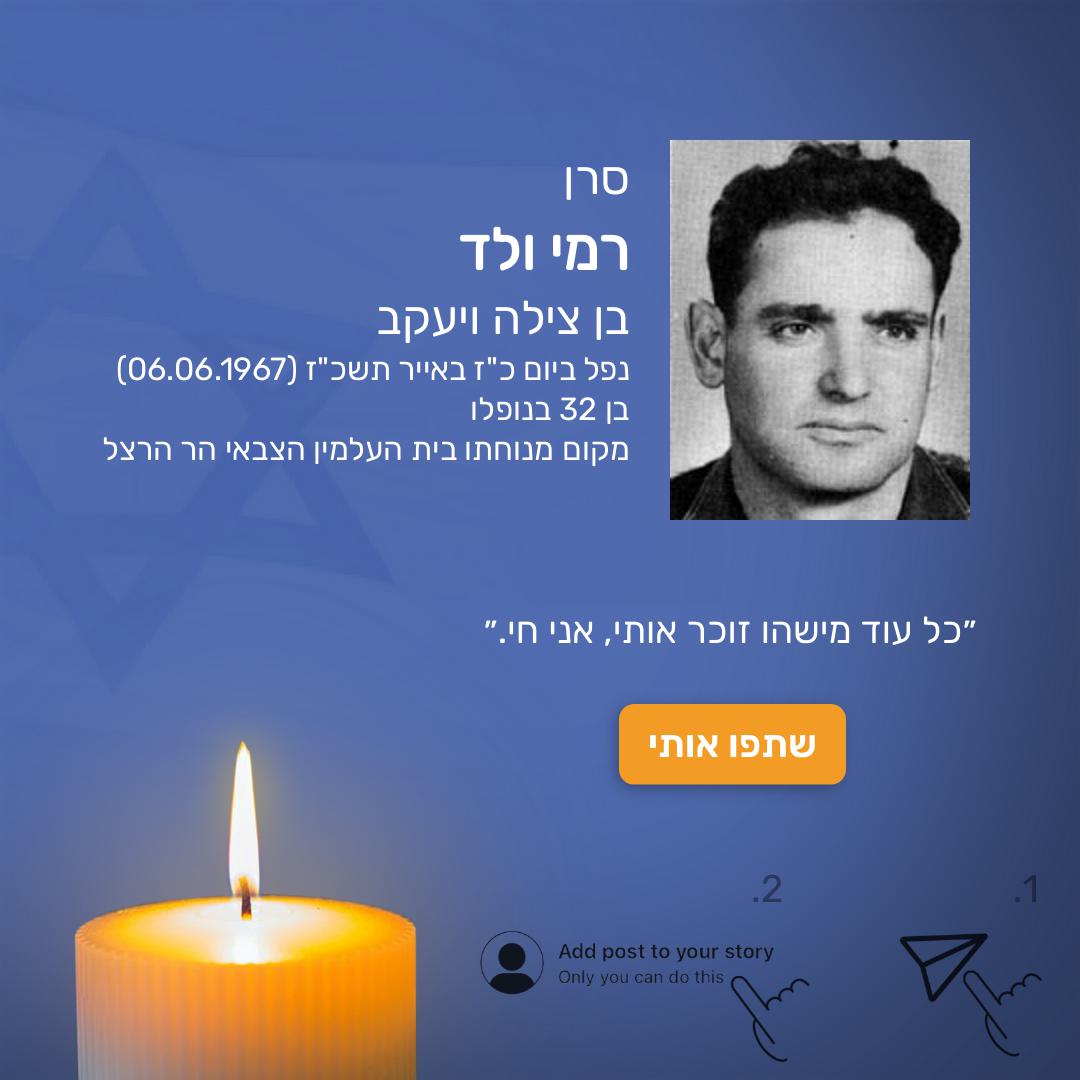 סרן
רמי ולד
בן צילה ויעקב
נפל ביום כ"ז באייר תשכ"ז (06.06.1967)
בן 32 בנופלו
מקום מנוחתו בית העלמין הצבאי הר הרצל
״כל עוד מישהו זוכר אותי, אני חי.״
שתפו אותי
1.
2.
Add post to your story
Only you can do this